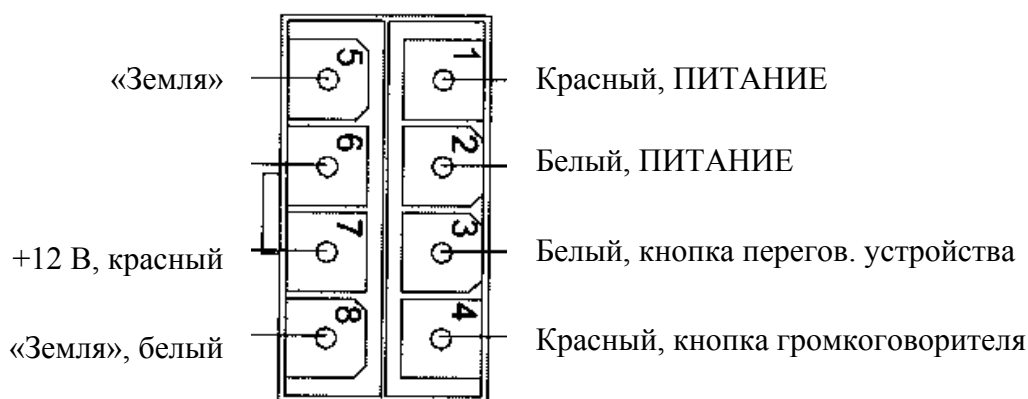 «Земля» 5 1 Красный, ПИТАНИЕ
6 2 Белый, ПИТАНИЕ
+12 В, красный 7 3 Белый, кнопка перегов. устройства
«Земля», белый 8 4 Красный, кнопка громкоговорителя